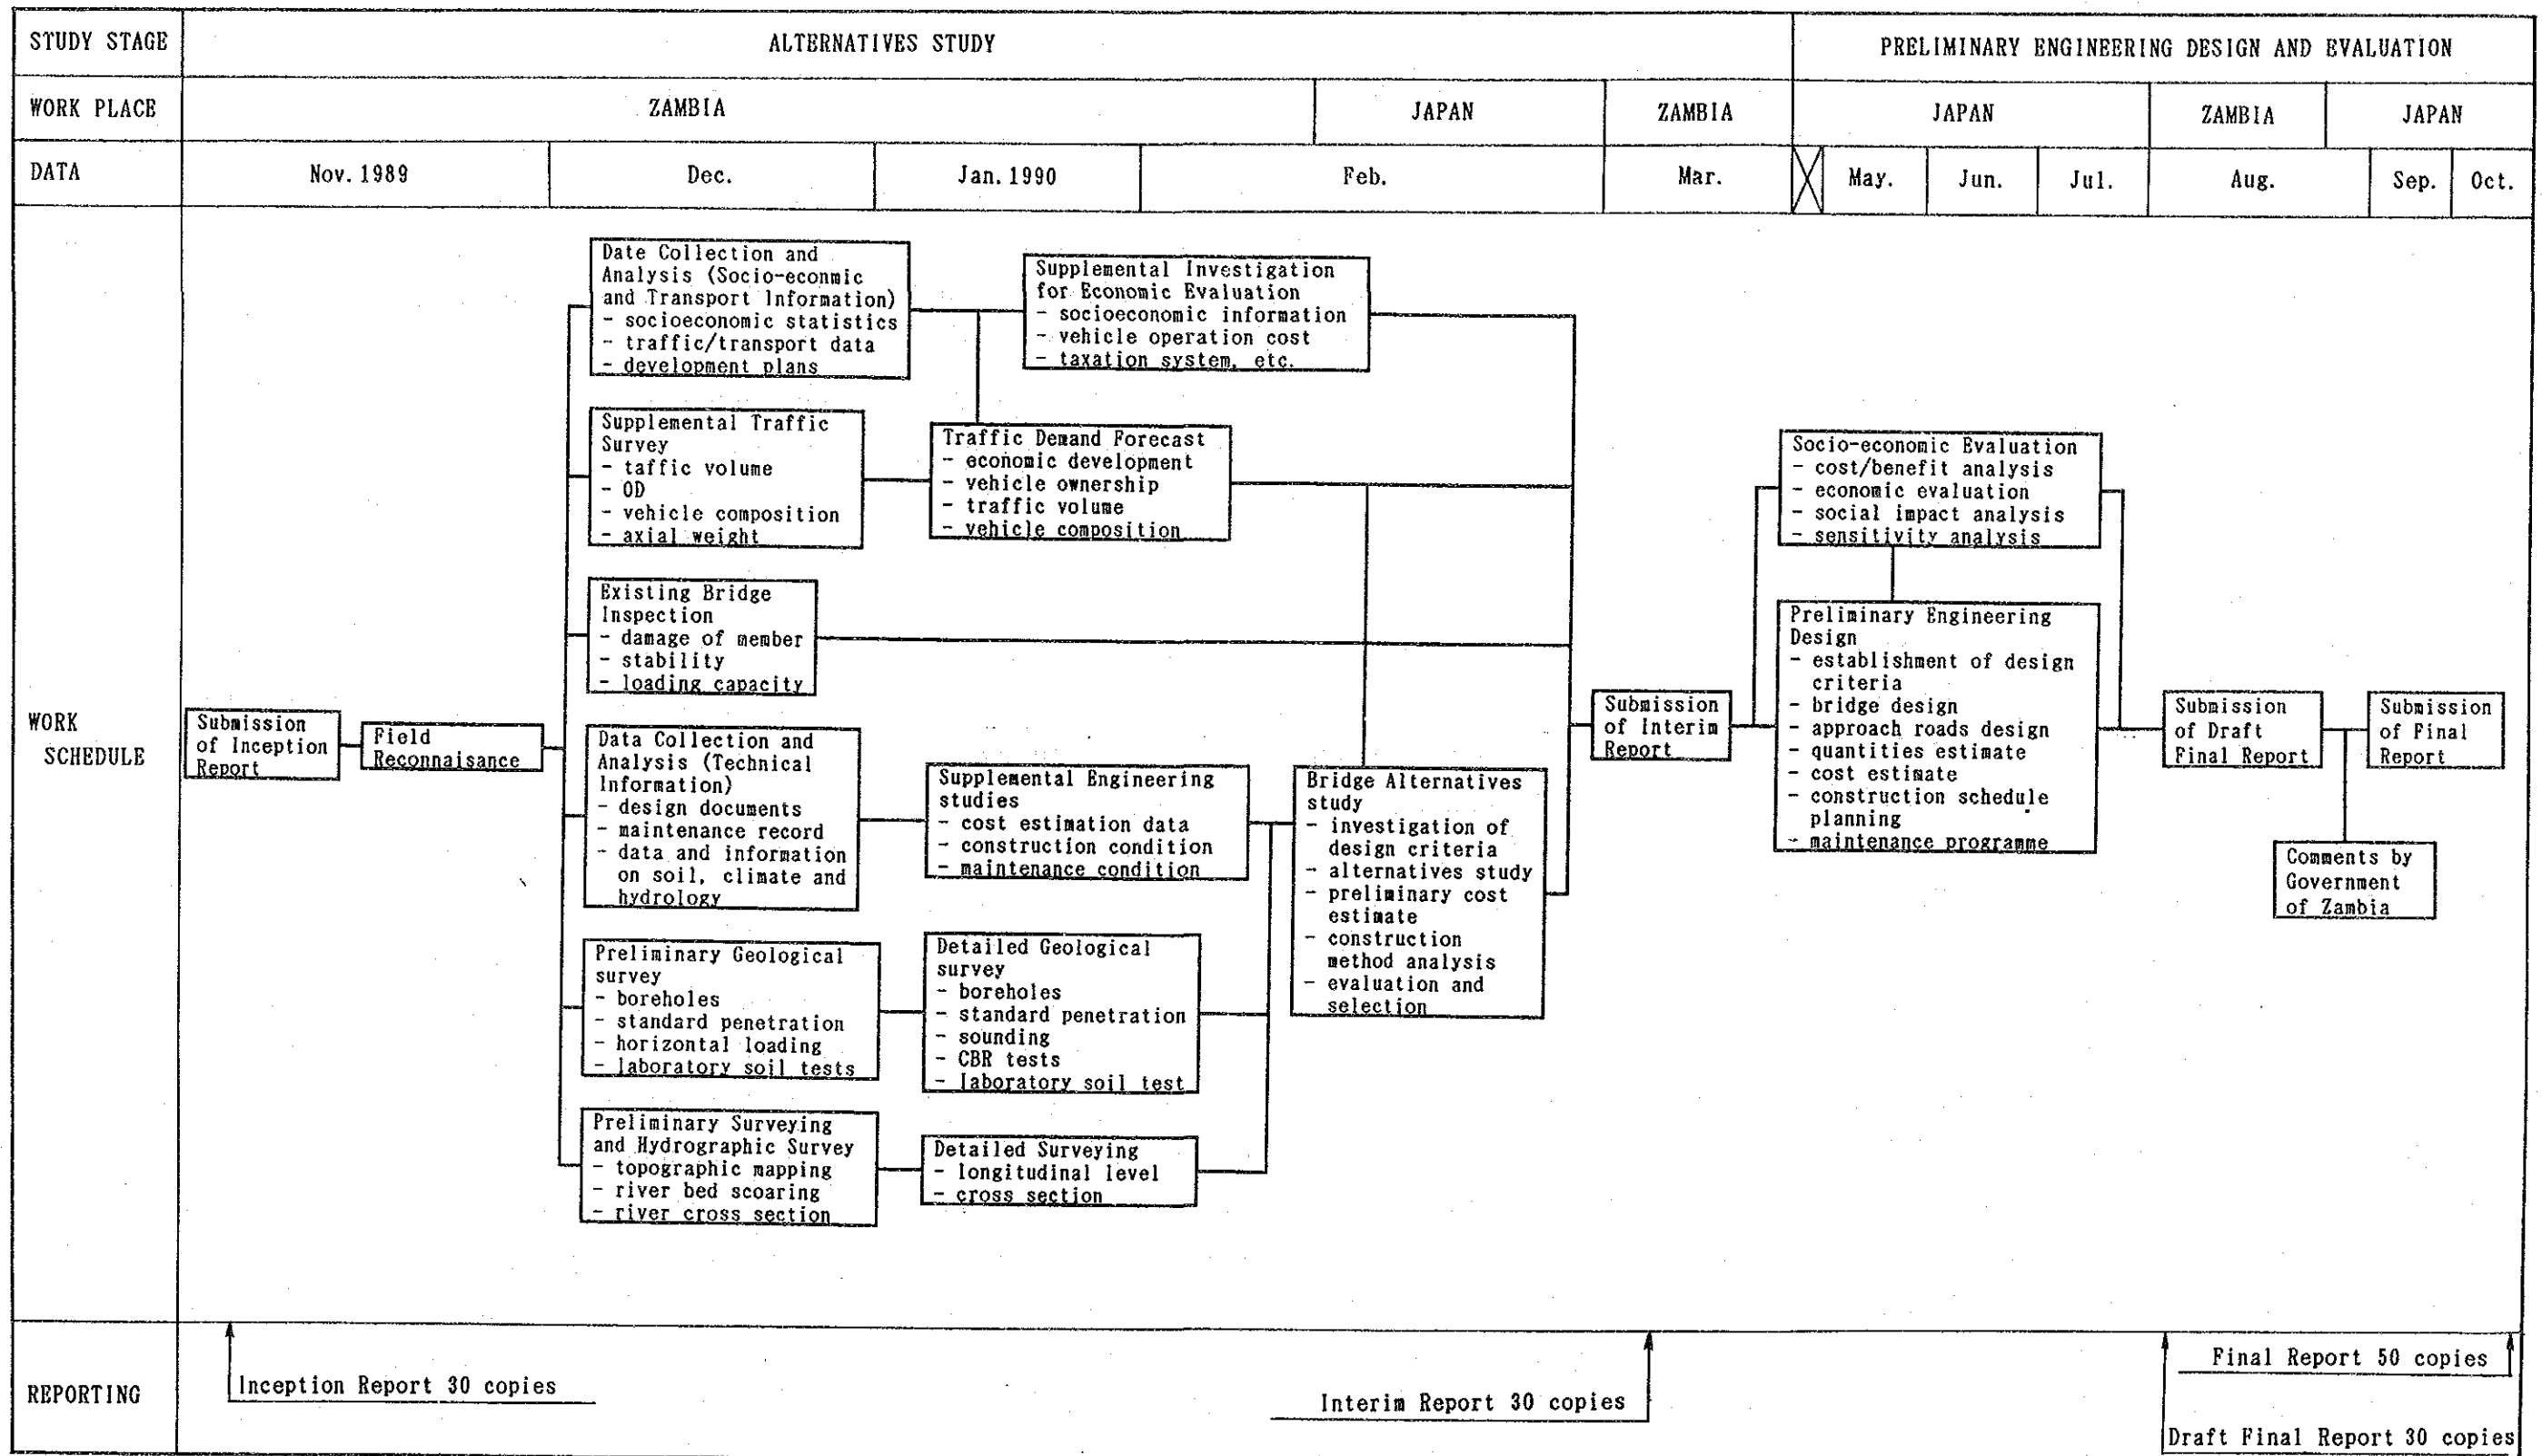 STUDY STAGE
ALTERNATIVES STUDY
PRELIMINARY ENGINEERING DESIGN AND EVALUATION
WORK PLACE
ZAMBIA
JAPAN
ZAMBIA
JAPAN
ZAMBIA
JAPAN
DATA
Nov. 1989
Dec.
Jan. 1990
Feb.
Mar.
May.
Jun.
Jul.
Aug.
Sep.
Oct.
WORK
SCHEDULE
Submission
of Inception
Report
Field
Reconnaisance
Date Collection and
Analysis (Socio-econmic
and Transport Information)
- socioeconomic statistics
- traffic/transport data
- development plans
Supplemental Investigation
for Economic Evaluation
- socioeconomic information
- vehicle operation cost
- taxation system, etc.
Supplemental Traffic
Survey
- taffic volume
- OD
- vehicle composition
- axial weight
Traffic Demand Forecast
- economic development
- vehicle ownership
- traffic volume
- vehicle composition
Existing Bridge
Inspection
- damage of member
- stability
- loading capacity
Data Collection and
Analysis (Technical
Information)
- design documents
- maintenance record
- data and information
on soil, climate and
hydrology
Supplemental Engineering
studies
- cost estimation data
- construction condition
- maintenance condition
Preliminary Geological
survey
- boreholes
- standard penetration
- horizontal loading
- laboratory soil tests
Detailed Geological
survey
- boreholes
- standard penetration
- sounding
- CBR tests
- laboratory soil test
Preliminary Surveying
and Hydrographic Survey
- topographic mapping
- river bed scoaring
- river cross section
Detailed Surveying
- longitudinal level
- cross section
Bridge Alternatives
study
- investigation of
design criteria
- alternatives study
- preliminary cost
estimate
- construction
method analysis
- evaluation and
selection
Submission
of Interim
Report
Socio-economic Evaluation
- cost/benefit analysis
- economic evaluation
- social impact analysis
- sensitivity analysis
Preliminary Engineering
Design
- establishment of design
criteria
- bridge design
- approach roads design
- quantities estimate
- cost estimate
- construction schedule
planning
- maintenance programme
Submission
of Draft
Final Report
Submission
of Final
Report
Comments by
Government
of Zambia
REPORTING
Inception Report 30 copies
Interim Report 30 copies
Final Report 50 copies
Draft Final Report 30 copies